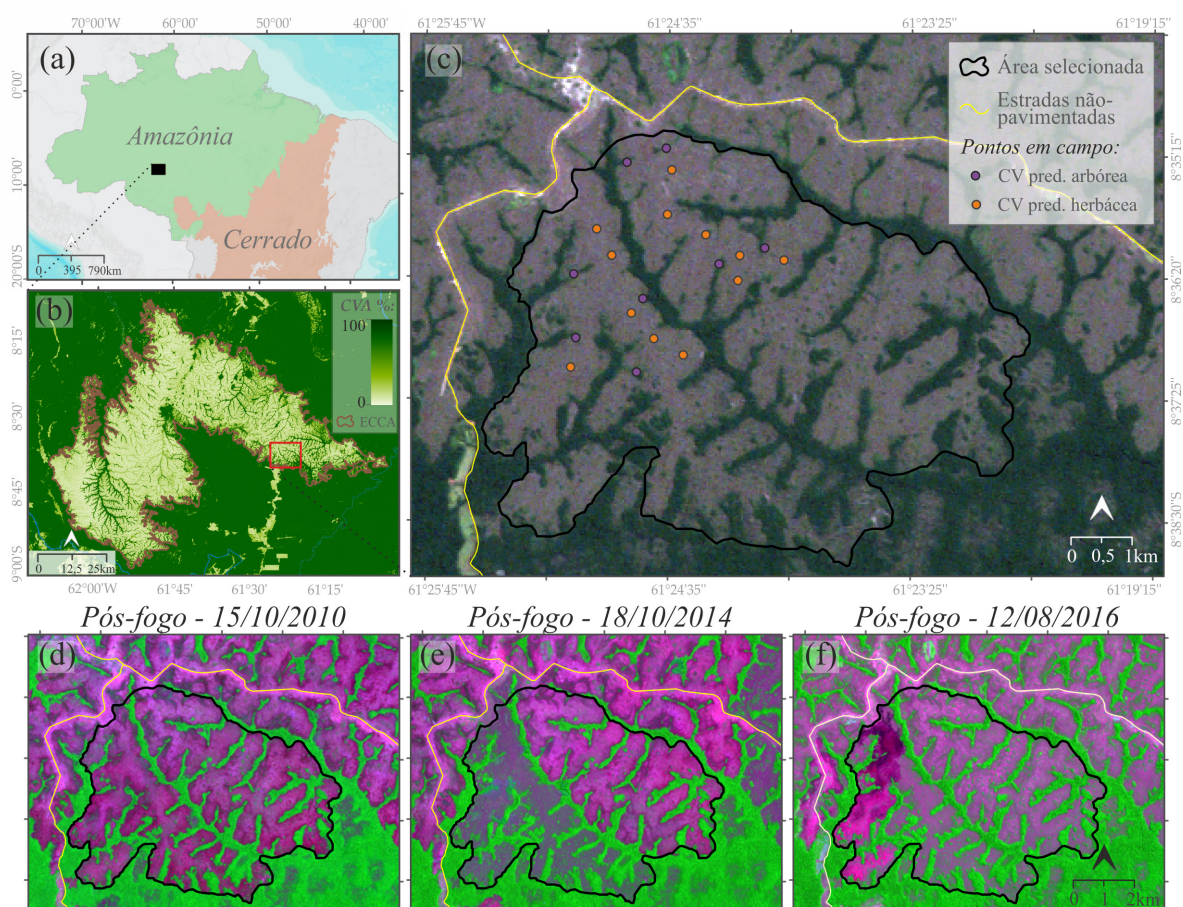 70°00'W
60°00'
50°00'
40°00'
(a)
0°00'
10°00'
20°00'S
Amazônia
Cerrado
0 395 790km
(b)
CVA %:
100
0
ECCA
8°15'
8°30'
8°45'
9°00'S
0 12,5 25km
62°00'W
61°45'
61°30'
61°15'
61°25'45"W
61°24'35"
61°23'25"
61°19'15"
(c)
Área selecionada
Estradas não-
pavimentadas
Pontos em campo:
CV pred. arbórea
CV pred. herbácea
8°35'15"
8°36'20"
8°37'25"
8°38'30"S
0 0,5 1km
61°25'45"W
61°24'35"
61°23'25"
61°19'15"
Pós-fogo - 15/10/2010
Pós-fogo - 18/10/2014
Pós-fogo - 12/08/2016
(d)
(e)
(f)
0 1 2km